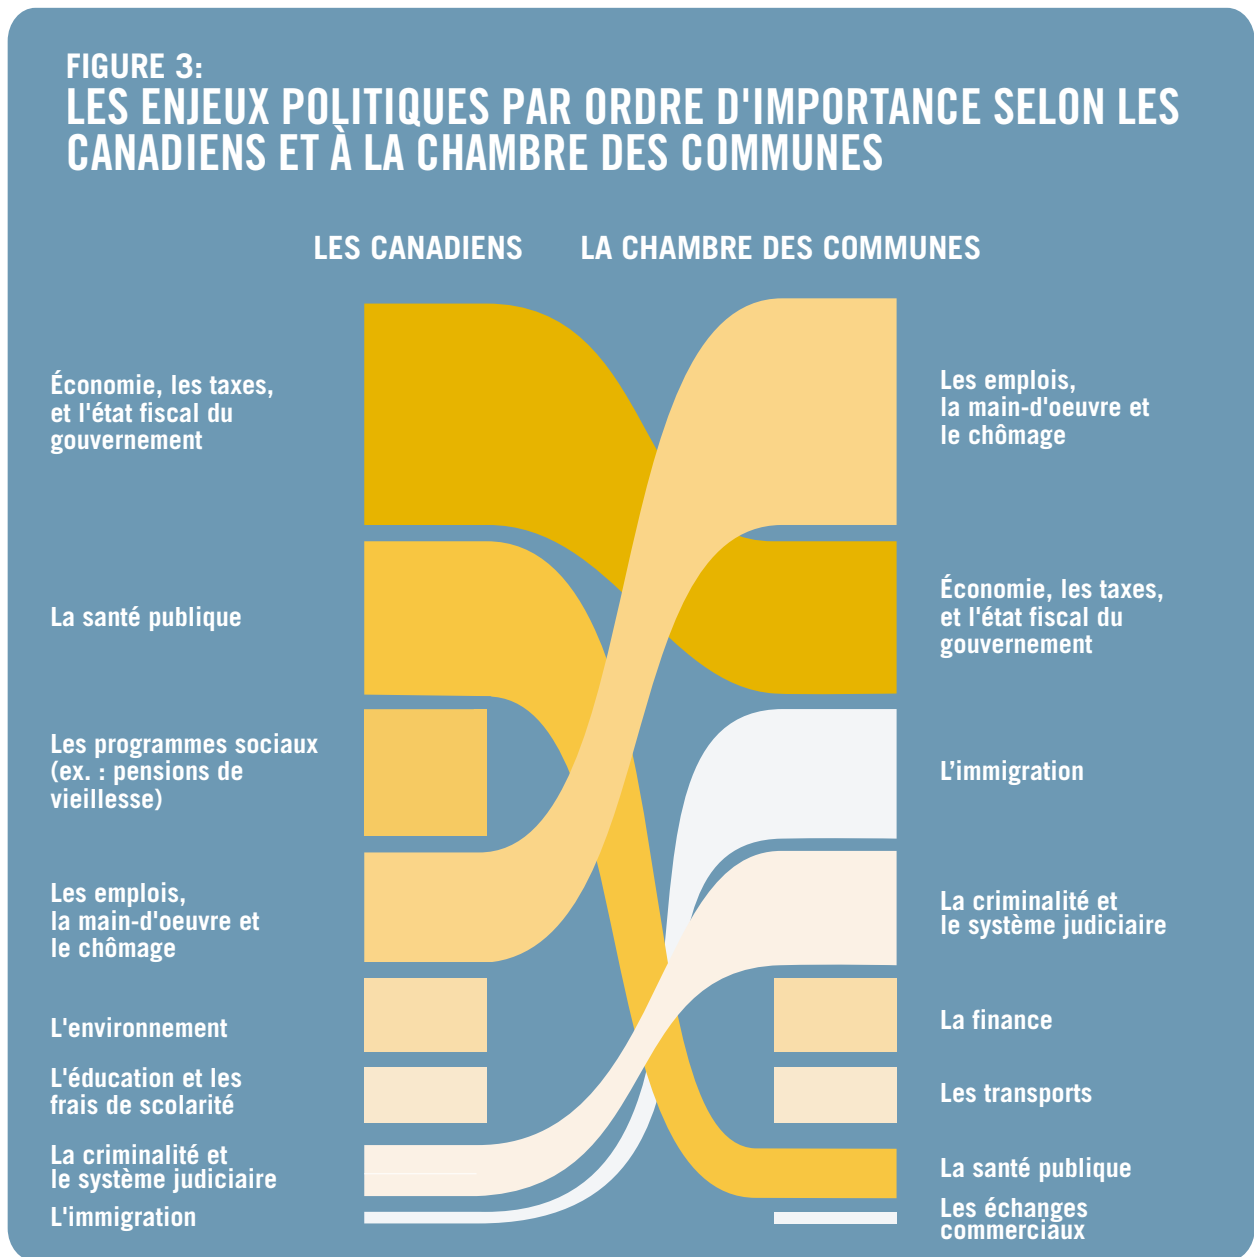 FIGURE 3:
LES ENJEUX POLITIQUES PAR ORDRE D'IMPORTANCE SELON LES
CANADIENS ET À LA CHAMBRE DES COMMUNES
LES CANADIENS
LA CHAMBRE DES COMMUNES
Économie, les taxes,
et l'état fiscal du
gouvernement
La santé publique
Les programmes sociaux
(ex. : pensions de
vieillesse)
Les emplois,
la main-d'oeuvre et
le chômage
L'environnement
L'éducation et les
frais de scolarité
La criminalité et
le système judiciaire
L'immigration
Les emplois,
la main-d'oeuvre et
le chômage
Économie, les taxes,
et l'état fiscal du
gouvernement
L’immigration
La criminalité et
le système judiciaire
La finance
Les transports
La santé publique
Les échanges
commerciaux